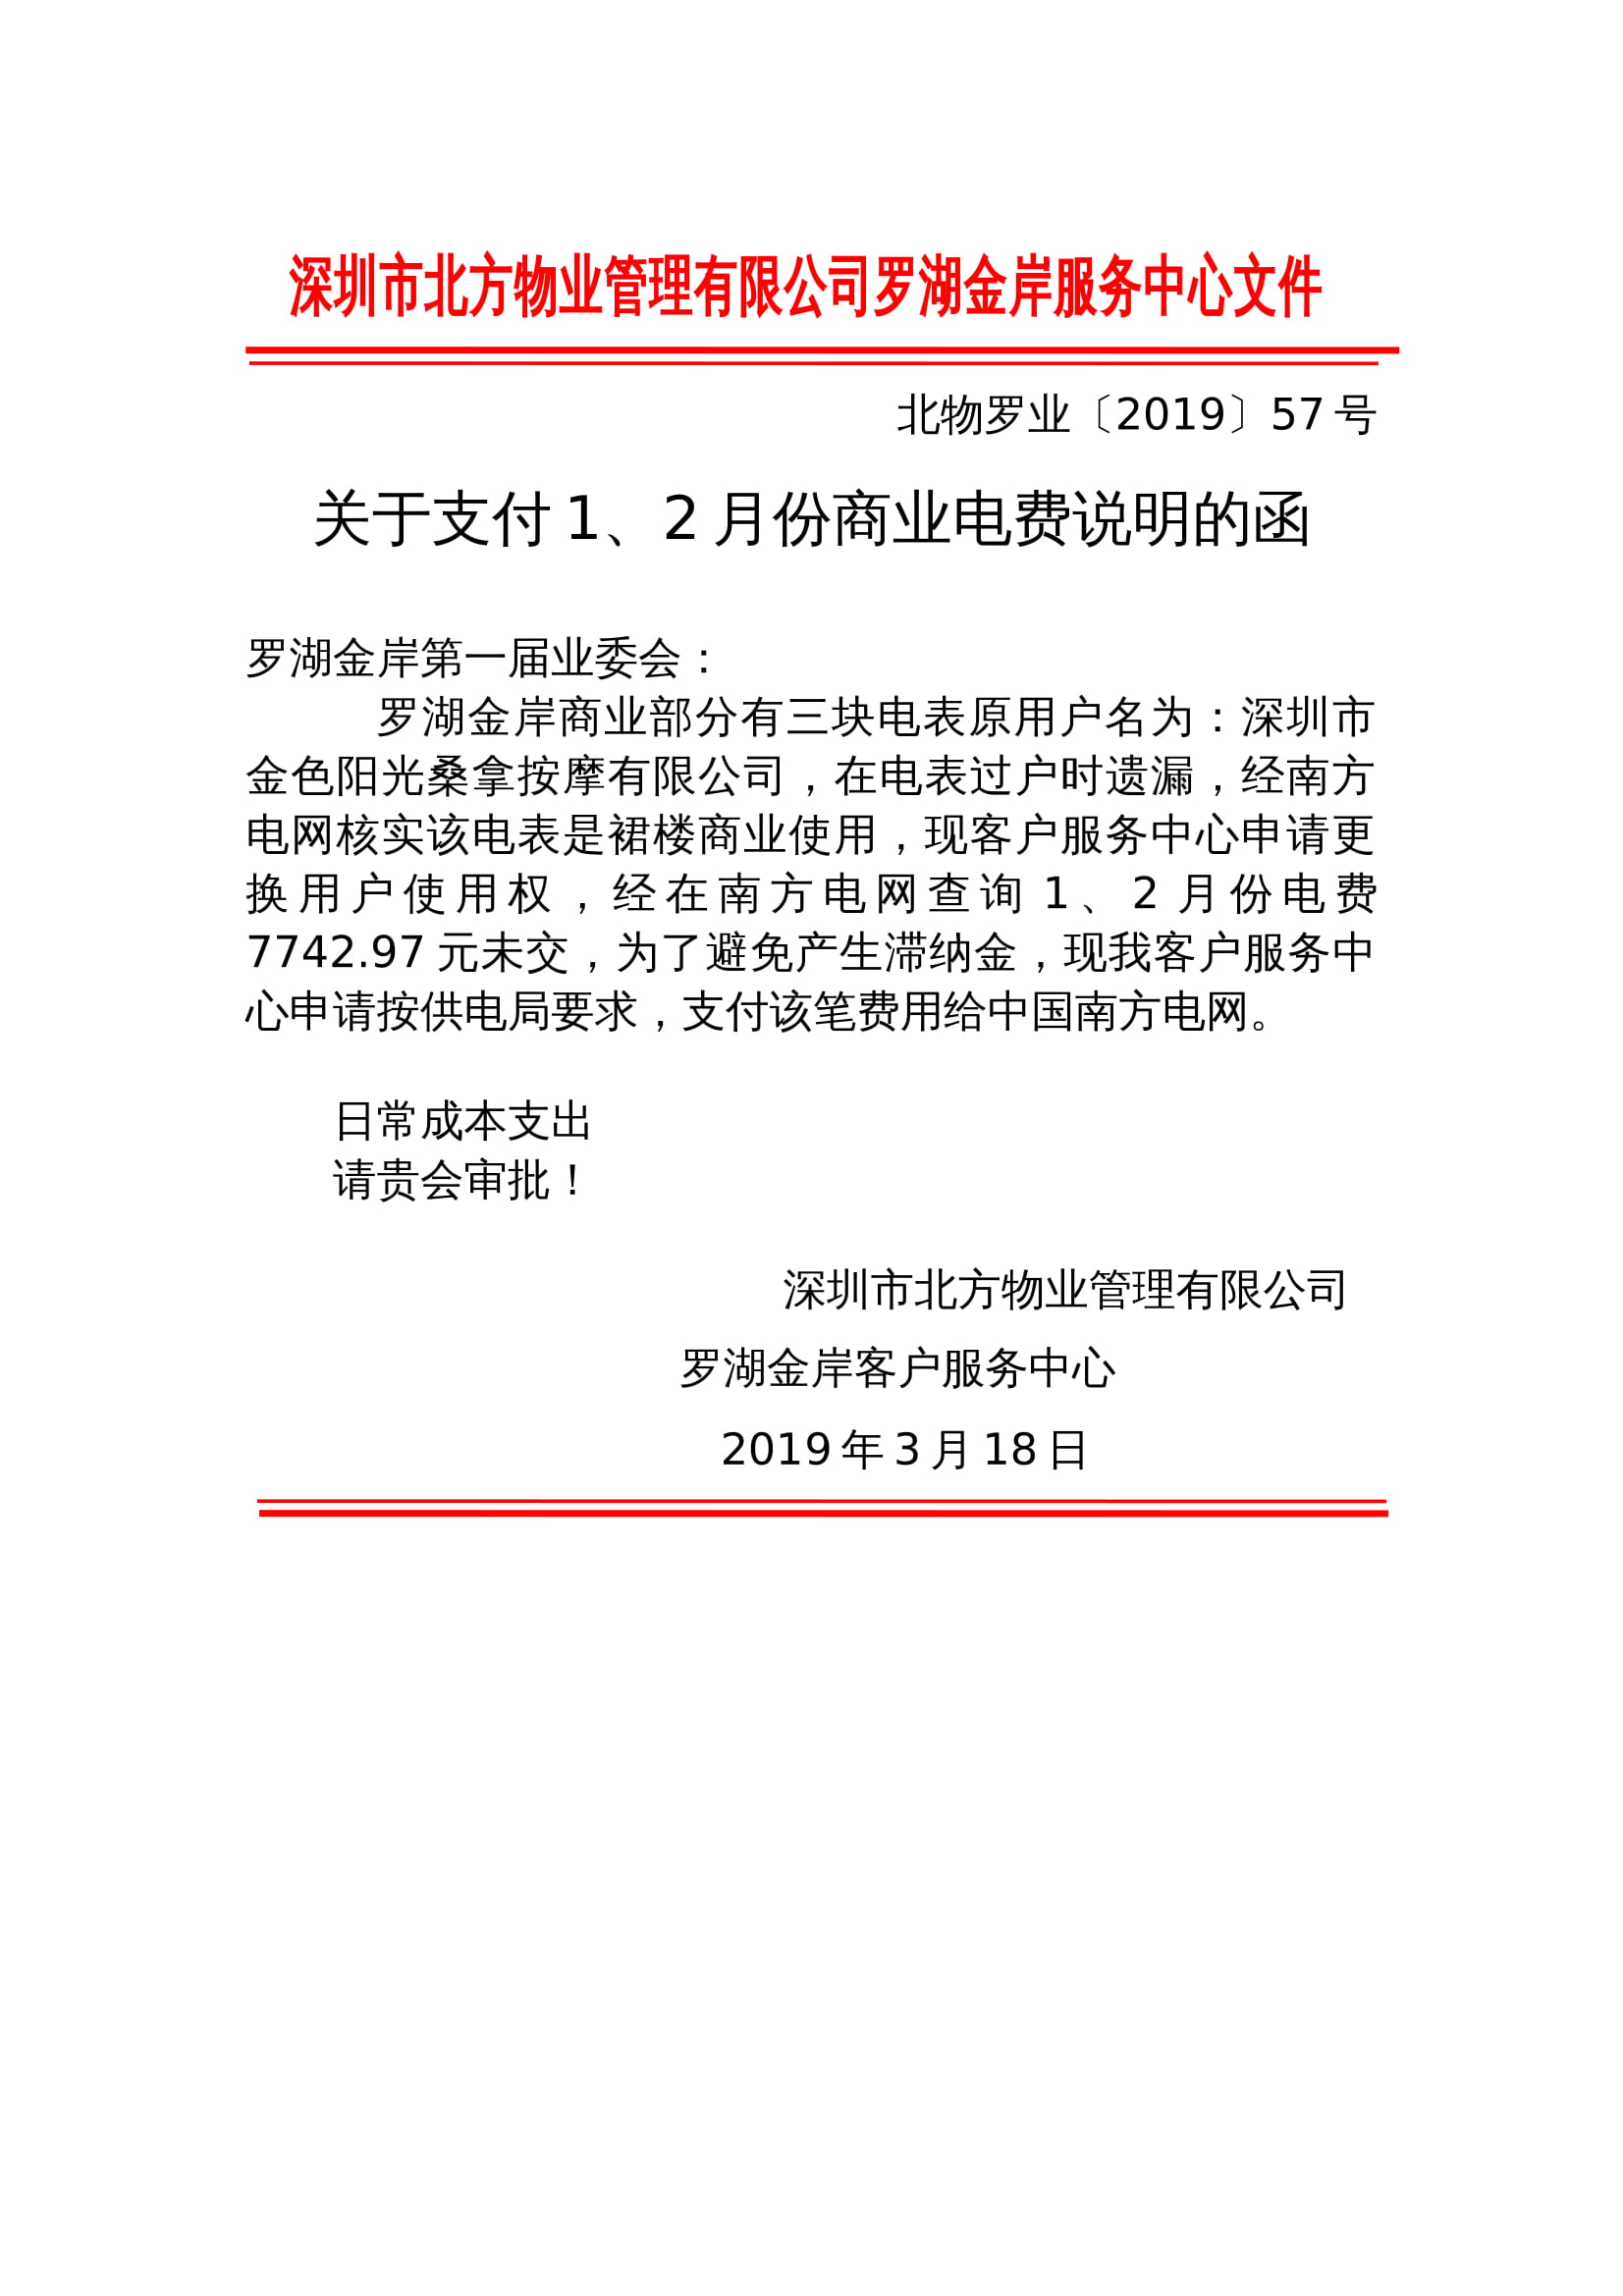 深圳市北方物业管理有限公司罗湖金岸服务中心文件
北物罗业〔2019〕57 号
关于支付 1、2 月份商业电费说明的函
罗湖金岸第一届业委会：
罗湖金岸商业部分有三块电表原用户名为：深圳市
金色阳光桑拿按摩有限公司，在电表过户时遗漏，经南方
电网核实该电表是裙楼商业使用，现客户服务中心申请更
换用户使用权，经在南方电网查询 1、2 月份电费
7742.97 元未交，为了避免产生滞纳金，现我客户服务中
心申请按供电局要求，支付该笔费用给中国南方电网。
日常成本支出
请贵会审批！
深圳市北方物业管理有限公司
罗湖金岸客户服务中心
2019 年 3 月 18 日